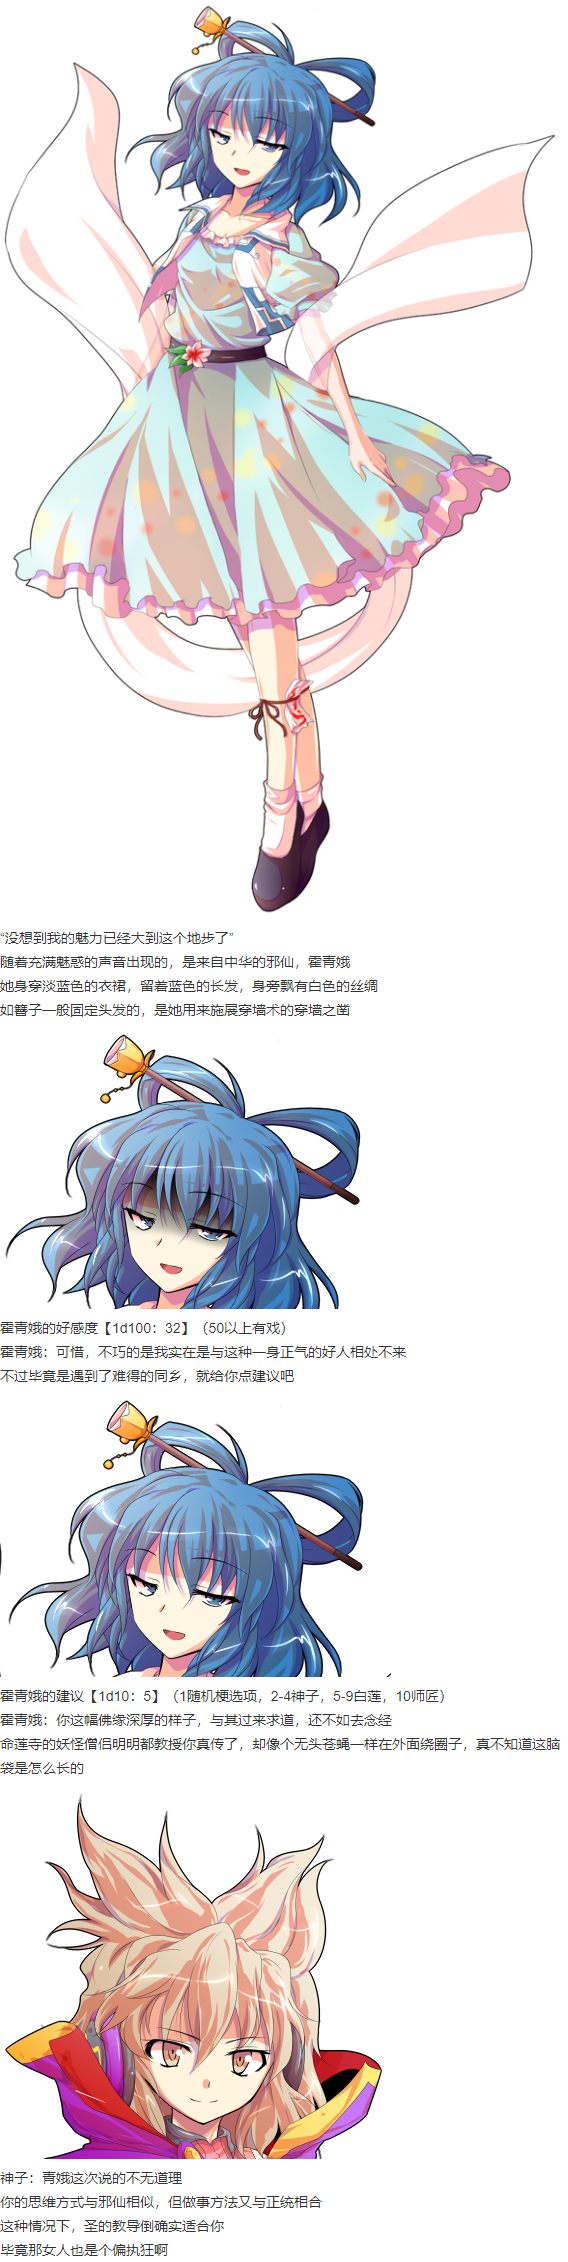 “没想到我的魅力已经大到这个地步了”
随着充满魅惑的声音出现的，是来自中华的邪仙，霍青娥
她身穿淡蓝色的衣裙，留着蓝色的长发，身旁飘有白色的丝绸
如簪子一般固定头发的，是她用来施展穿墙术的穿墙之凿
霍青娥的好感度【1d100：32】（50以上有戏）
霍青娥：可惜，不巧的是我实在是与这种一身正气的好人相处不来
不过毕竟是遇到了难得的同乡，就给你点建议吧
霍青娥的建议【1d10：5】（1随机梗选项，2-4神子，5-9白莲，10师匠）
霍青娥：你这幅佛缘深厚的样子，与其过来求道，还不如去念经
命莲寺的妖怪僧侣明明都教授你真传了，却像个无头苍蝇一样在外面绕圈子，真不知道这脑
袋是怎么长的
神子：青娥这次说的不无道理
你的思维方式与邪仙相似，但做事方法又与正统相合
这种情况下，圣的教导倒确实适合你
毕竟那女人也是个偏执狂啊